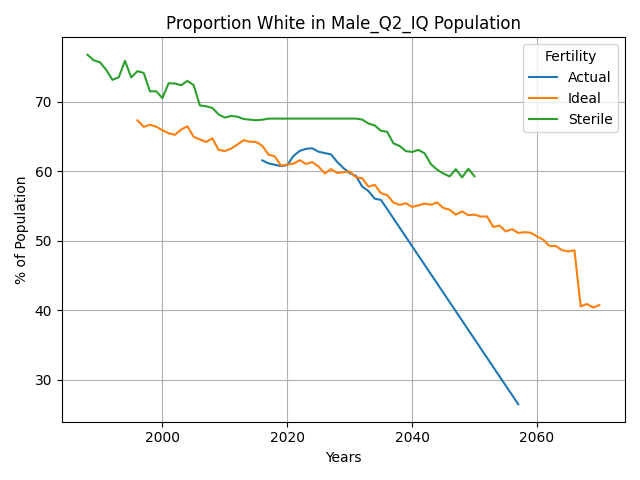 Proportion White in Male_Q2_IQ Population
Fertility
Actual
Ideal
Sterile
% of Population
70
60
50
40
30
2000
2020
2040
2060
Years